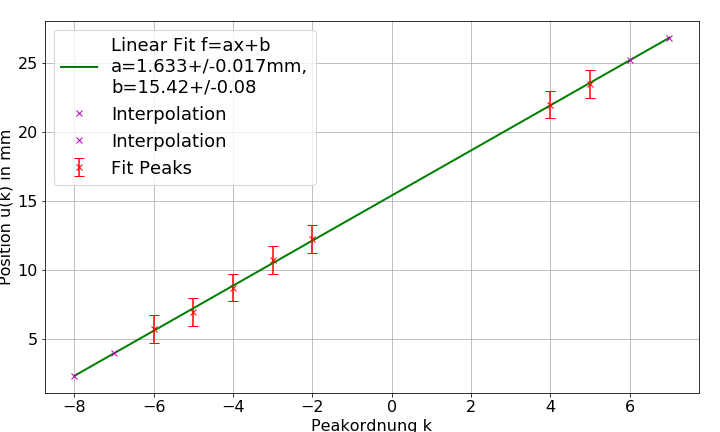 Linear Fit f=ax+b
a=1.633+/-0.017mm,
b=15.42+/-0.08
Interpolation
Interpolation
Fit Peaks
Position u(k) in mm
25
20
15
10
5
−8 −6 −4 −2 0 2 4 6
Peakordnung k